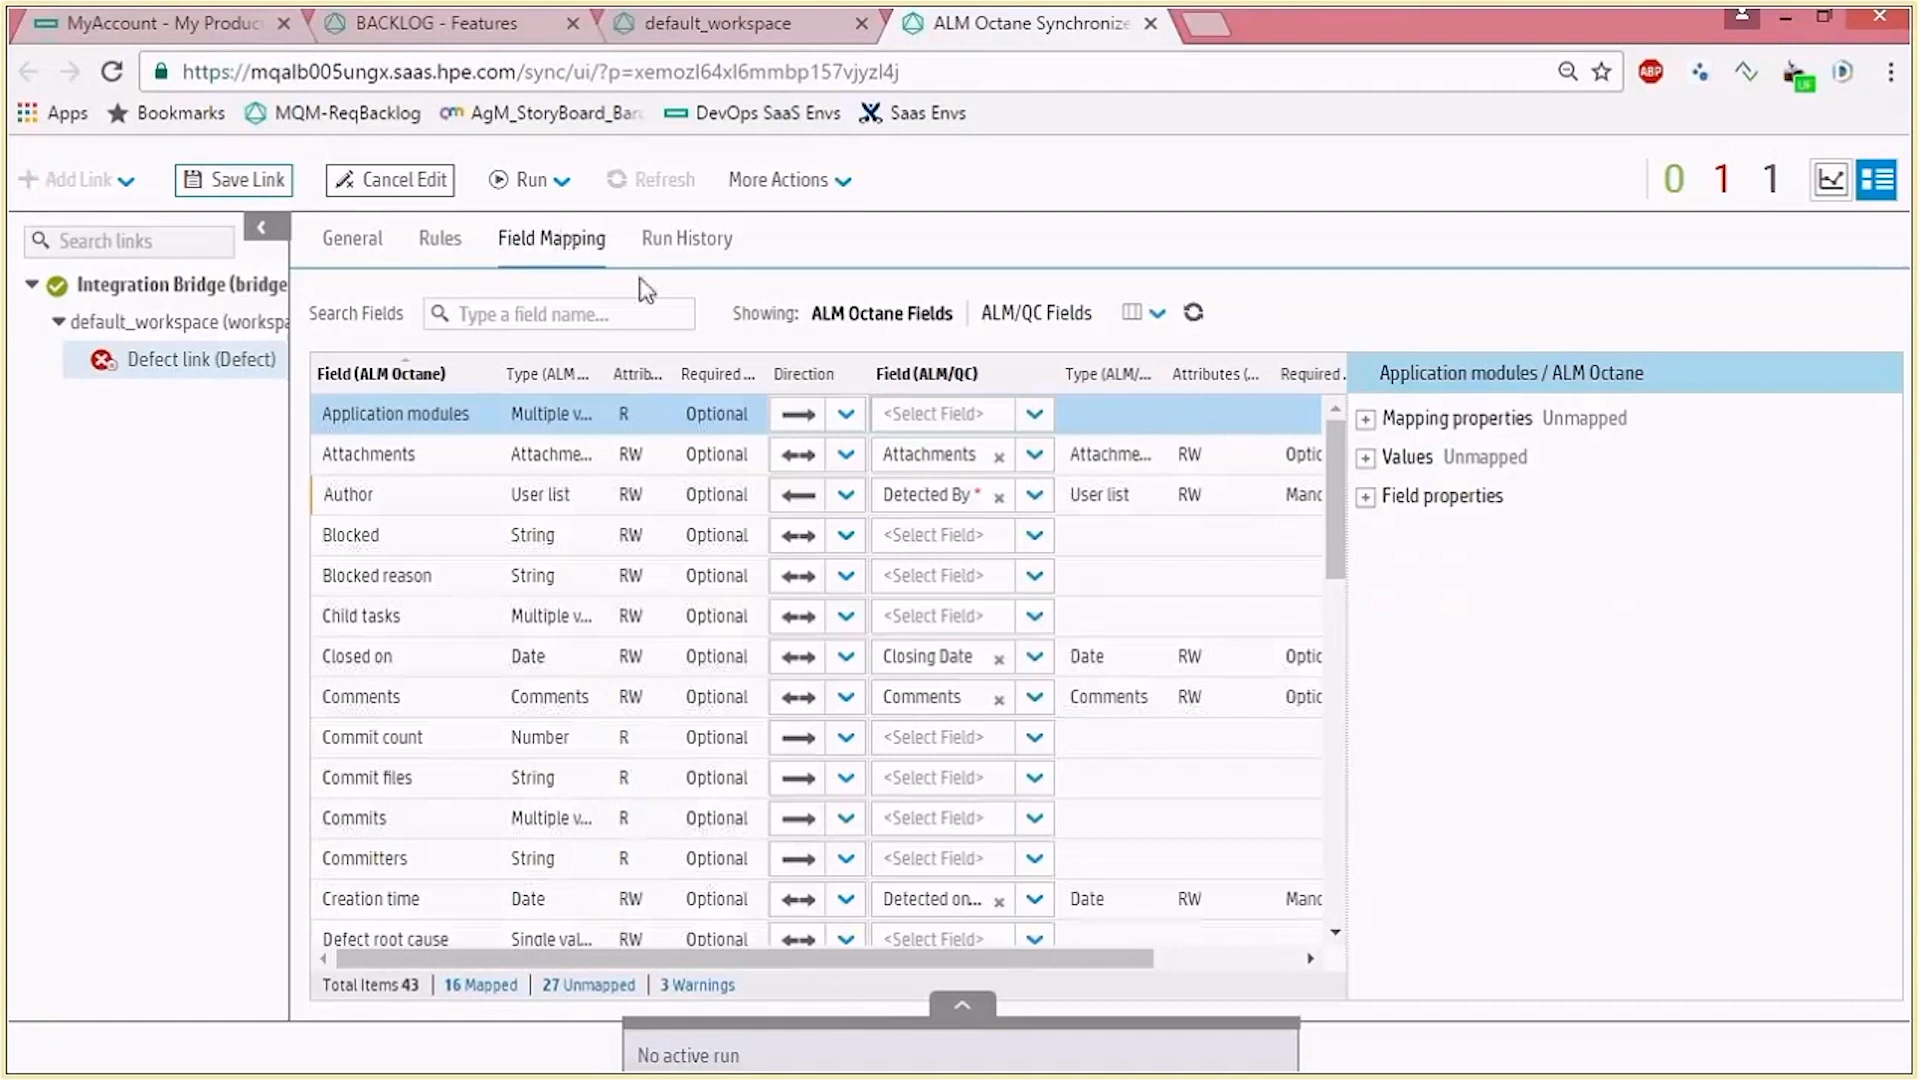 MyAccount - My Produc
BACKLOG - Features
default_workspace
ALM Octane Synchronize
https://mqalb005ungx.saas.hpe.com/sync/ui/?p=xemozl64xl6mmbp157vjyzl4j
ABP
Apps
Bookmarks
MQM-ReqBacklog
AgM_StoryBoard_Bar
DevOps SaaS Envs
Saas Envs
Add Link
Save Link
Cancel Edit
Run
Refresh
More Actions
0 1 1
Search links
General
Rules
Field Mapping
Run History
Integration Bridge (bridge
default_workspace (workspa
Defect link (Defect)
Search Fields
Type a field name...
Showing:
ALM Octane Fields
ALM/QC Fields
Field (ALM Octane) Type (ALM ... Attrib... Required ... Direction Field (ALM/QC) Type (ALM/... Attributes (... Required .
Application modules Multiple v... R Optional <Select Field>
Attachments Attachme... RW Optional Attachments × Attachme... RW Optic
Author User list RW Optional Detected By * × User list RW Mand
Blocked String RW Optional <Select Field>
Blocked reason String RW Optional <Select Field>
Child tasks Multiple v... RW Optional <Select Field>
Closed on Date RW Optional Closing Date × Date RW Optic
Comments Comments RW Optional Comments × Comments RW Optic
Commit count Number R Optional <Select Field>
Commit files String R Optional <Select Field>
Commits Multiple v... R Optional <Select Field>
Committers String R Optional <Select Field>
Creation time Date RW Optional Detected on... × Date RW Mand
Defect root cause Single val... RW Optional <Select Field>
Total Items 43 | 16 Mapped | 27 Unmapped | 3 Warnings
Application modules / ALM Octane
Mapping properties Unmapped
Values Unmapped
Field properties
No active run